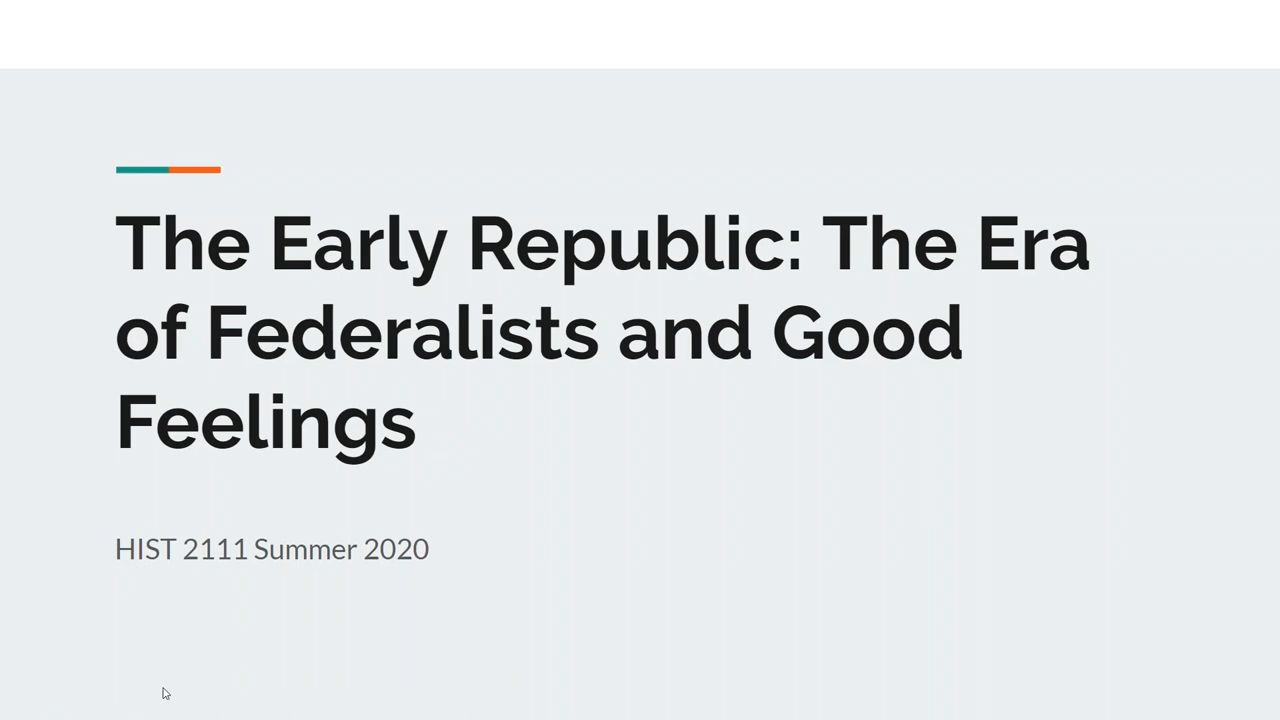 The Early Republic: The Era
of Federalists and Good
Feelings
HIST 2111 Summer 2020